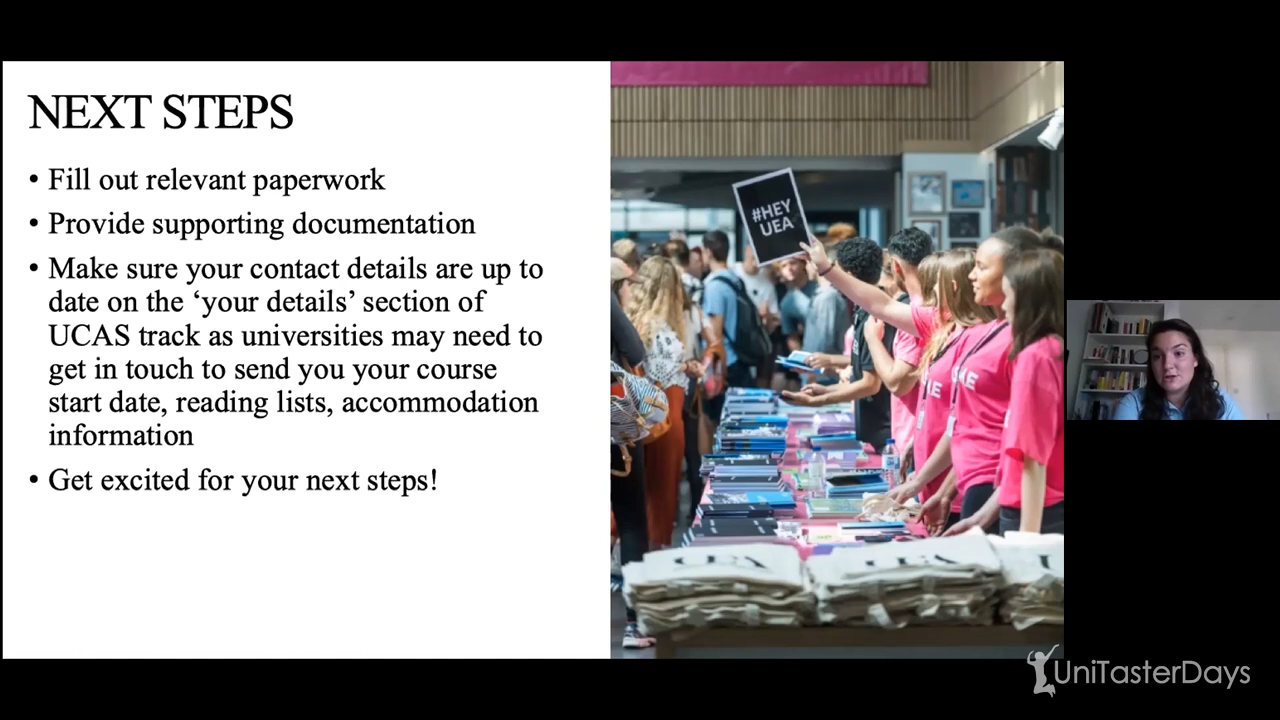 NEXT STEPS
• Fill out relevant paperwork
• Provide supporting documentation
• Make sure your contact details are up to
date on the ‘your details’ section of
UCAS track as universities may need to
get in touch to send you your course
start date, reading lists, accommodation
information
• Get excited for your next steps!
#HEY
UEA
UniTasterDays